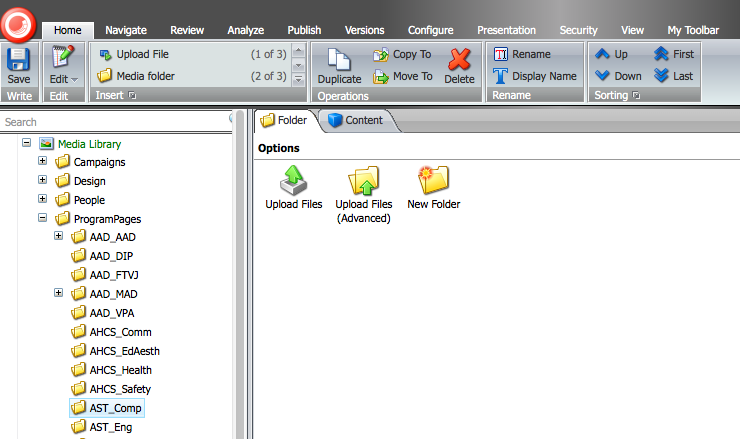 Home Navigate Review Analyze Publish Versions Configure Presentation Security View My Toolbar
Upload File (1 of 3) Copy To Rename Up First
Media folder (2 of 3) Move To Display Name Down Last
Save Edit Duplicate Delete
Write Edit Insert Operations Rename Sorting
Search
Folder Content
Media Library
Campaigns
Design
People
ProgramPages
AAD_AAD
AAD_DIP
AAD_FTVJ
AAD_MAD
AAD_VPA
AHCS_Comm
AHCS_EdAesth
AHCS_Health
AHCS_Safety
AST_Comp
AST_Eng
Options
Upload Files
Upload Files
(Advanced)
New Folder